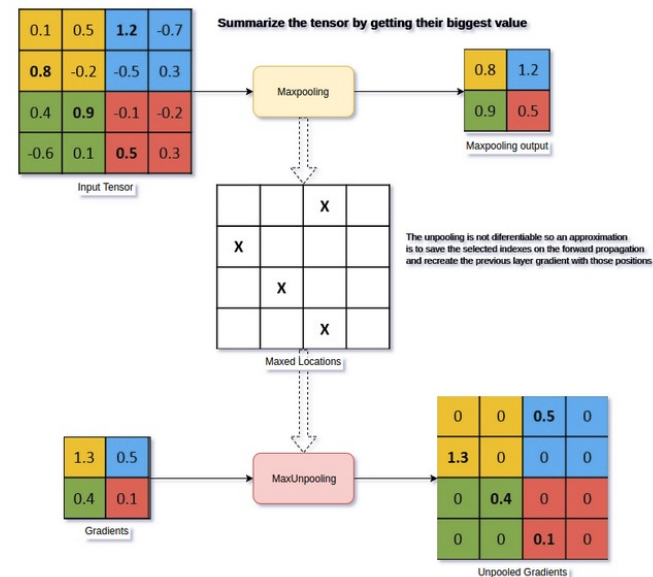 Summarize the tensor by getting their biggest value
0.1 0.5 1.2 -0.7
0.8 -0.2 -0.5 0.3
0.4 0.9 -0.1 -0.2
-0.6 0.1 0.5 0.3
Input Tensor
Maxpooling
0.8 1.2
0.9 0.5
Maxpooling output
X
X
X
X
Maxed Locations
The unpooling is not diferentiable so an approximation
is to save the selected indexes on the forward propagation
and recreate the previous layer gradient with those positions
1.3 0.5
0.4 0.1
Gradients
MaxUnpooling
0 0 0.5 0
1.3 0 0 0
0 0.4 0 0
0 0 0.1 0
Unpooled Gradients